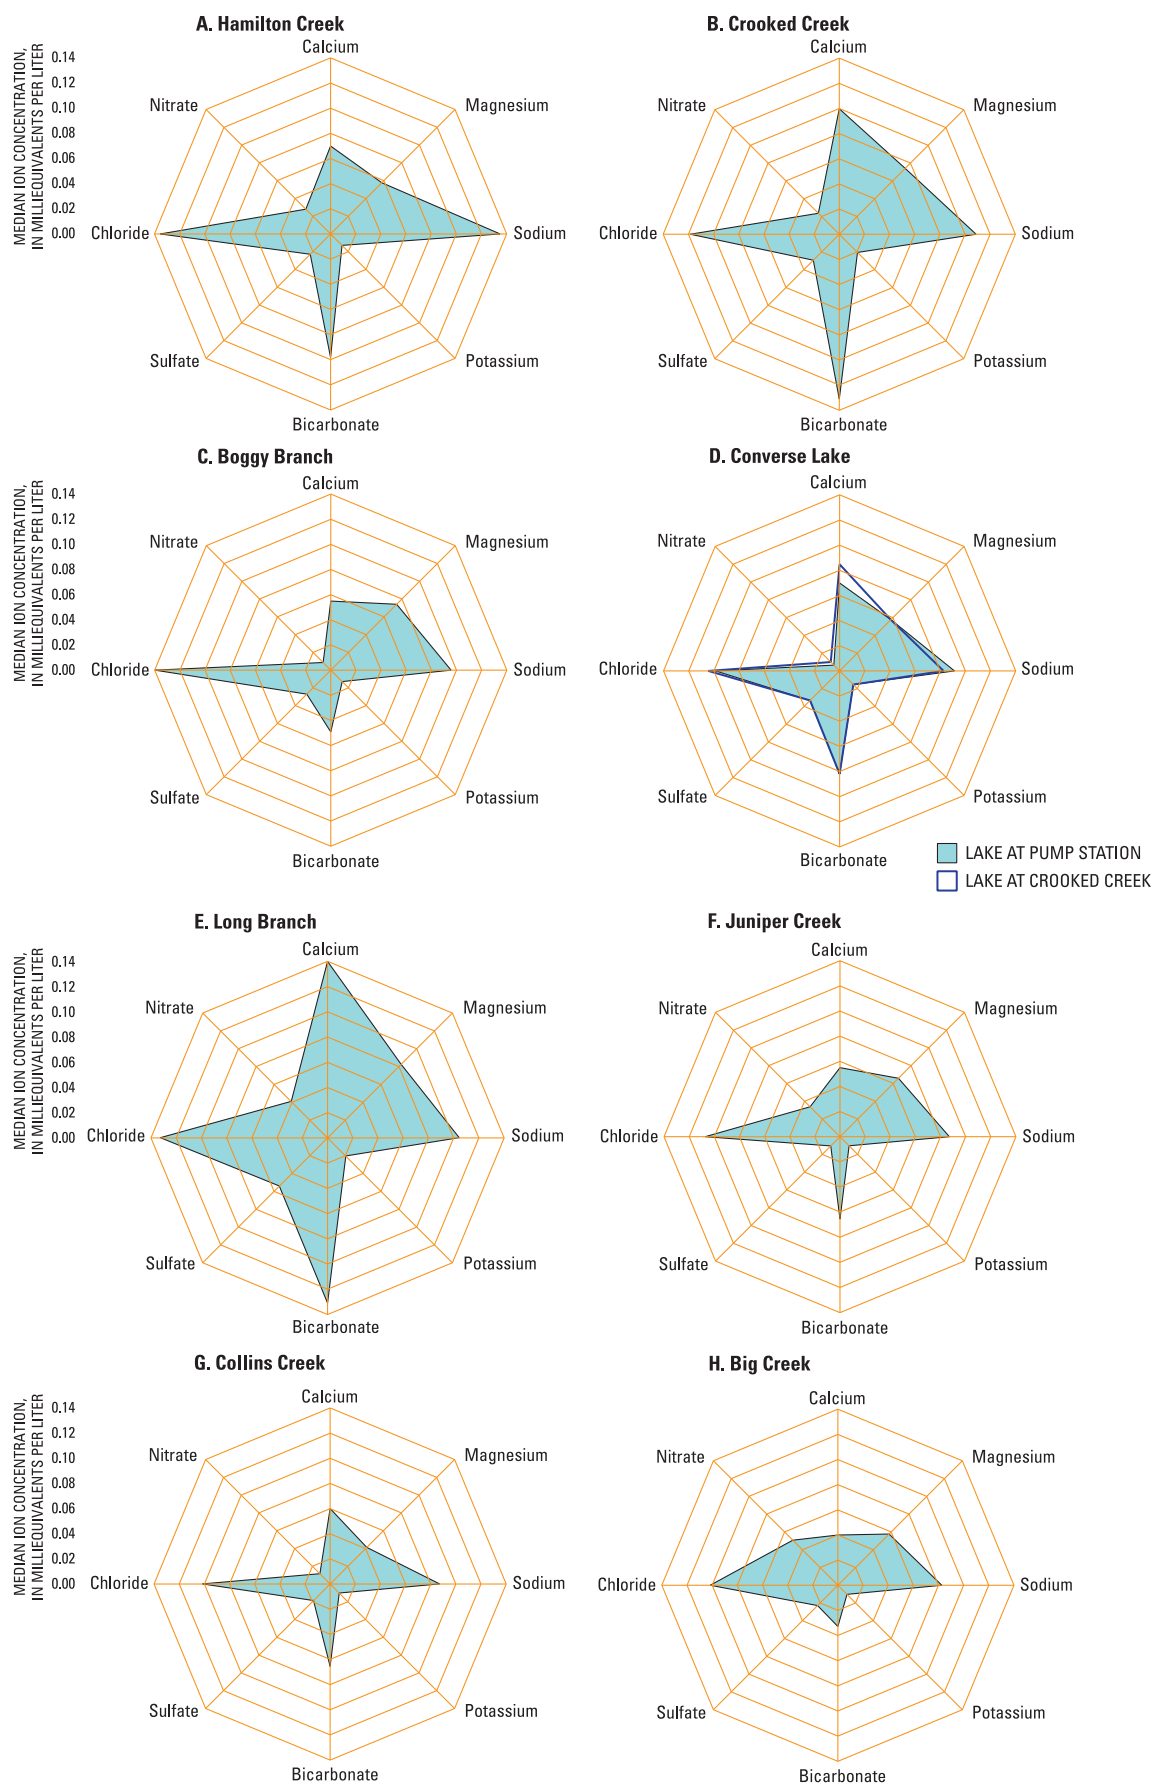 A. Hamilton Creek
MEDIAN ION CONCENTRATION,
IN MILLIEQUIVALENTS PER LITER
0.14
0.12
0.10
0.08
0.06
0.04
0.02
0.00
Calcium
Nitrate
Magnesium
Chloride
Sodium
Sulfate
Potassium
Bicarbonate
B. Crooked Creek
Calcium
Nitrate
Magnesium
Chloride
Sodium
Sulfate
Potassium
Bicarbonate
C. Boggy Branch
MEDIAN ION CONCENTRATION,
IN MILLIEQUIVALENTS PER LITER
0.14
0.12
0.10
0.08
0.06
0.04
0.02
0.00
Calcium
Nitrate
Magnesium
Chloride
Sodium
Sulfate
Potassium
Bicarbonate
D. Converse Lake
Calcium
Nitrate
Magnesium
Chloride
Sodium
Sulfate
Potassium
Bicarbonate
LAKE AT PUMP STATION
LAKE AT CROOKED CREEK
E. Long Branch
MEDIAN ION CONCENTRATION,
IN MILLIEQUIVALENTS PER LITER
0.14
0.12
0.10
0.08
0.06
0.04
0.02
0.00
Calcium
Nitrate
Magnesium
Chloride
Sodium
Sulfate
Potassium
Bicarbonate
F. Juniper Creek
Calcium
Nitrate
Magnesium
Chloride
Sodium
Sulfate
Potassium
Bicarbonate
G. Collins Creek
MEDIAN ION CONCENTRATION,
IN MILLIEQUIVALENTS PER LITER
0.14
0.12
0.10
0.08
0.06
0.04
0.02
0.00
Calcium
Nitrate
Magnesium
Chloride
Sodium
Sulfate
Potassium
Bicarbonate
H. Big Creek
Calcium
Nitrate
Magnesium
Chloride
Sodium
Sulfate
Potassium
Bicarbonate